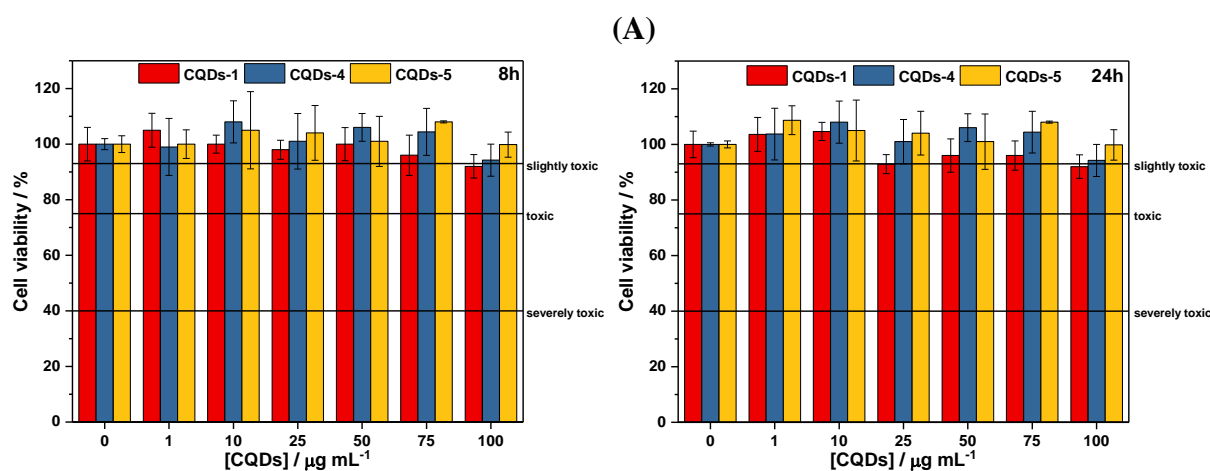 (A)
CQDs-1 CQDs-4 CQDs-5 8h
120
100
80
60
40
20
0
Cell viability / %
slightly toxic
toxic
severely toxic
0 1 10 25 50 75 100
[CQDs] / µg mL-1
CQDs-1 CQDs-4 CQDs-5 24h
120
100
80
60
40
20
0
Cell viability / %
slightly toxic
toxic
severely toxic
0 1 10 25 50 75 100
[CQDs] / µg mL-1